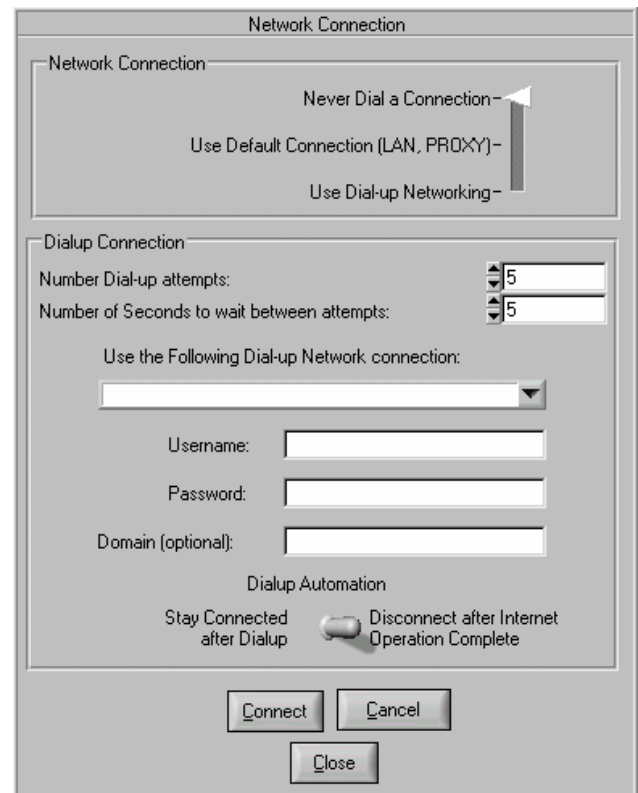 Network Connection
Network Connection
Never Dial a Connection
Use Default Connection (LAN, PROXY)
Use Dial-up Networking
Dialup Connection
Number Dial-up attempts: 5
Number of Seconds to wait between attempts: 5
Use the Following Dial-up Network connection:
Username:
Password:
Domain (optional):
Dialup Automation
Stay Connected
after Dialup
Disconnect after Internet
Operation Complete
Connect
Cancel
Close